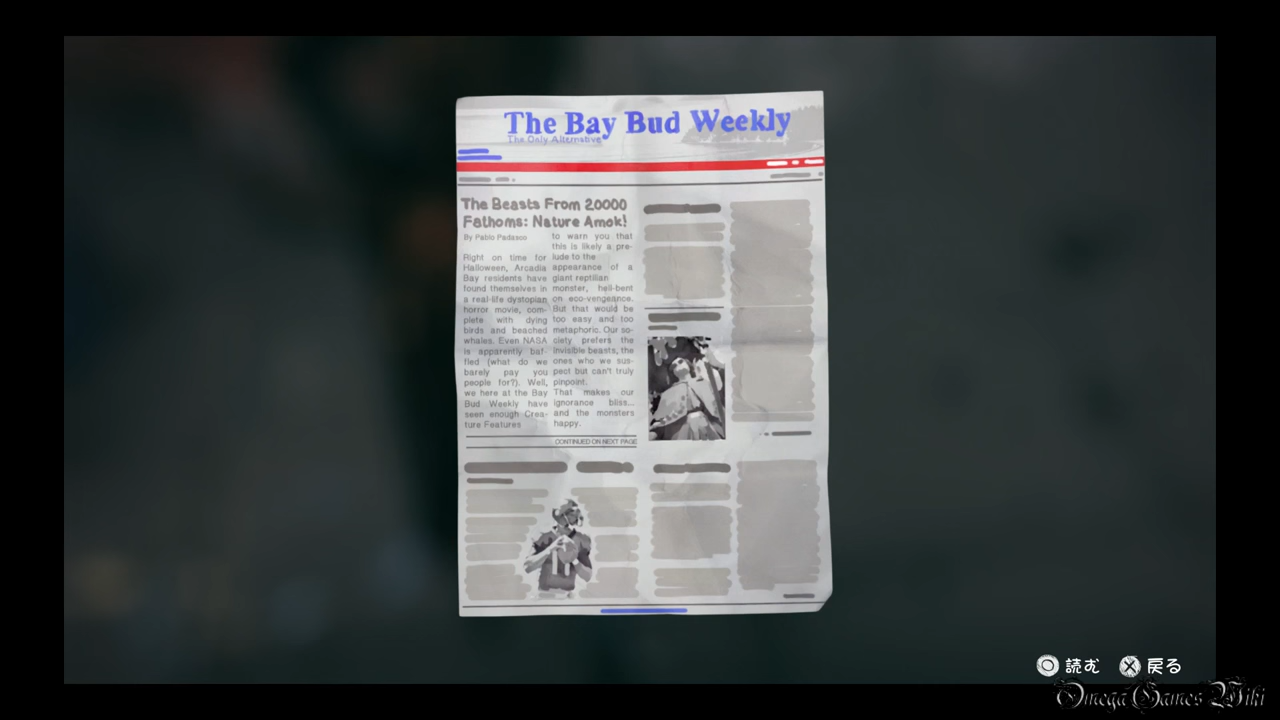 The Bay Bud Weekly
The Only Alternative
The Beasts From 20000
Fathoms: Nature Amok!
By Pablo Padasco
Right on time for
Halloween, Arcadia
Bay residents have
found themselves in
a real-life dystopian
horror movie, com-
plete with dying
birds and beached
whales. Even NASA
is apparently baf-
fled (what do we
barely pay you
people for?). Well,
we here at the Bay
Bud Weekly have
seen enough Crea-
ture Features
to warn you that
this is likely a pre-
lude to the
appearance of a
giant reptilian
monster, hell-bent
on eco-vengeance.
But that would be
too easy and too
metaphoric. Our so-
ciety prefers the
invisible beasts, the
ones who we sus-
pect but can't truly
pinpoint.
That makes our
ignorance bliss...
and the monsters
happy.
CONTINUED ON NEXT PAGE
読む 戻る
Omega Games Wiki